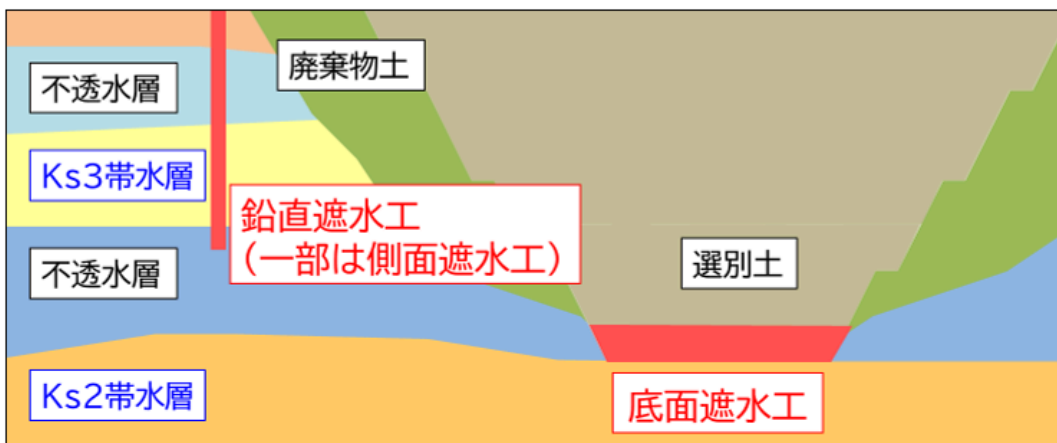 廃棄物土
不透水層
Ks3帯水層
鉛直遮水工
（一部は側面遮水工）
不透水層
選別土
Ks2帯水層
底面遮水工